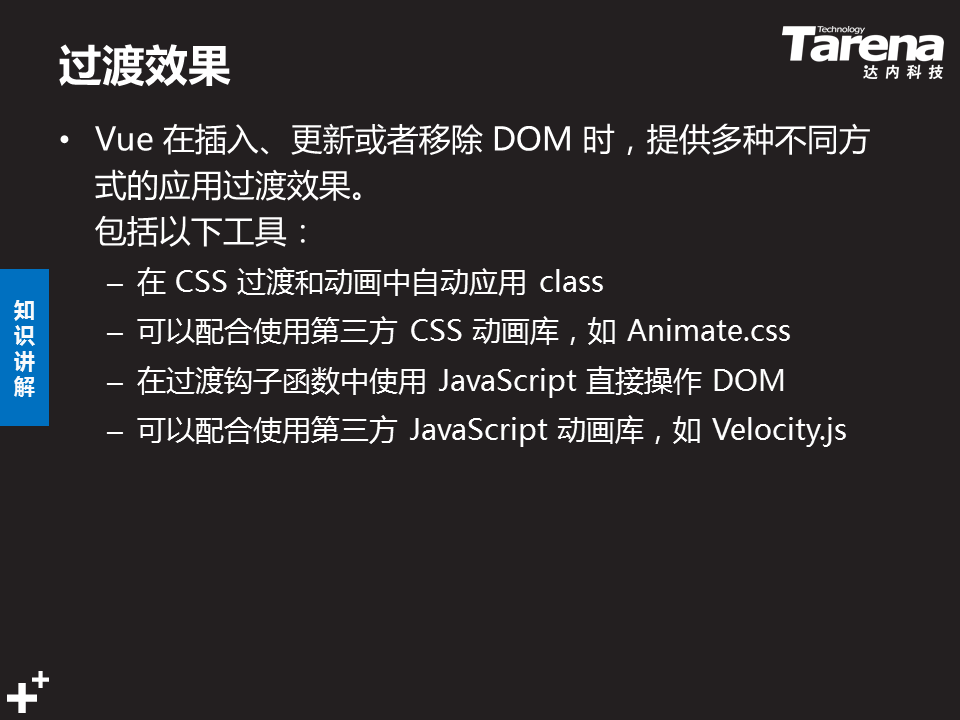 过渡效果
Technology
Tarena
达内科技
• Vue 在插入、更新或者移除 DOM 时，提供多种不同方
式的应用过渡效果。
包括以下工具：
– 在 CSS 过渡和动画中自动应用 class
– 可以配合使用第三方 CSS 动画库，如 Animate.css
– 在过渡钩子函数中使用 JavaScript 直接操作 DOM
– 可以配合使用第三方 JavaScript 动画库，如 Velocity.js
知
识
讲
解